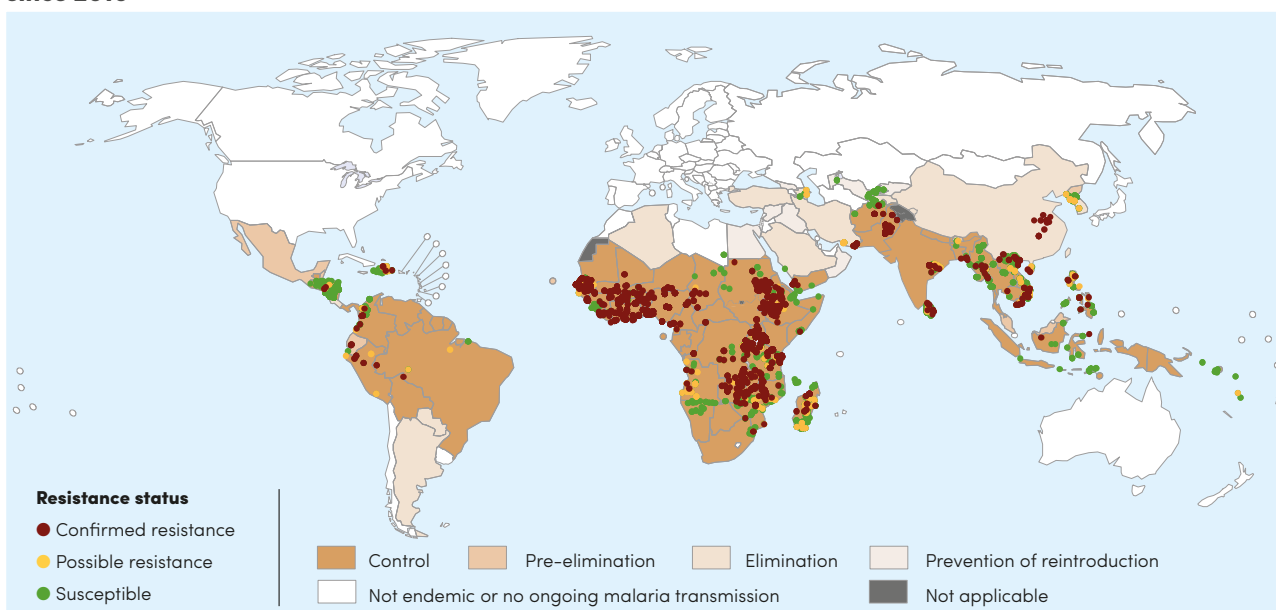 Resistance status
Confirmed resistance
Possible resistance
Susceptible
Control
Pre-elimination
Elimination
Prevention of reintroduction
Not endemic or no ongoing malaria transmission
Not applicable